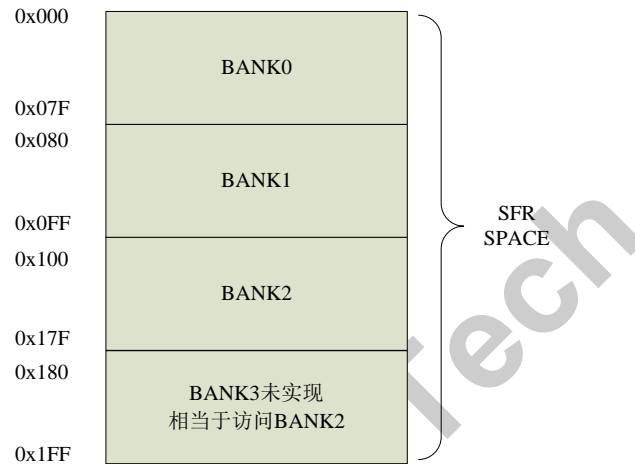 0x000
BANK0
0x07F
0x080
BANK1
0x0FF
0x100
BANK2
0x17F
0x180
BANK3未实现
相当于访问BANK2
0x1FF
SFR
SPACE
Tech